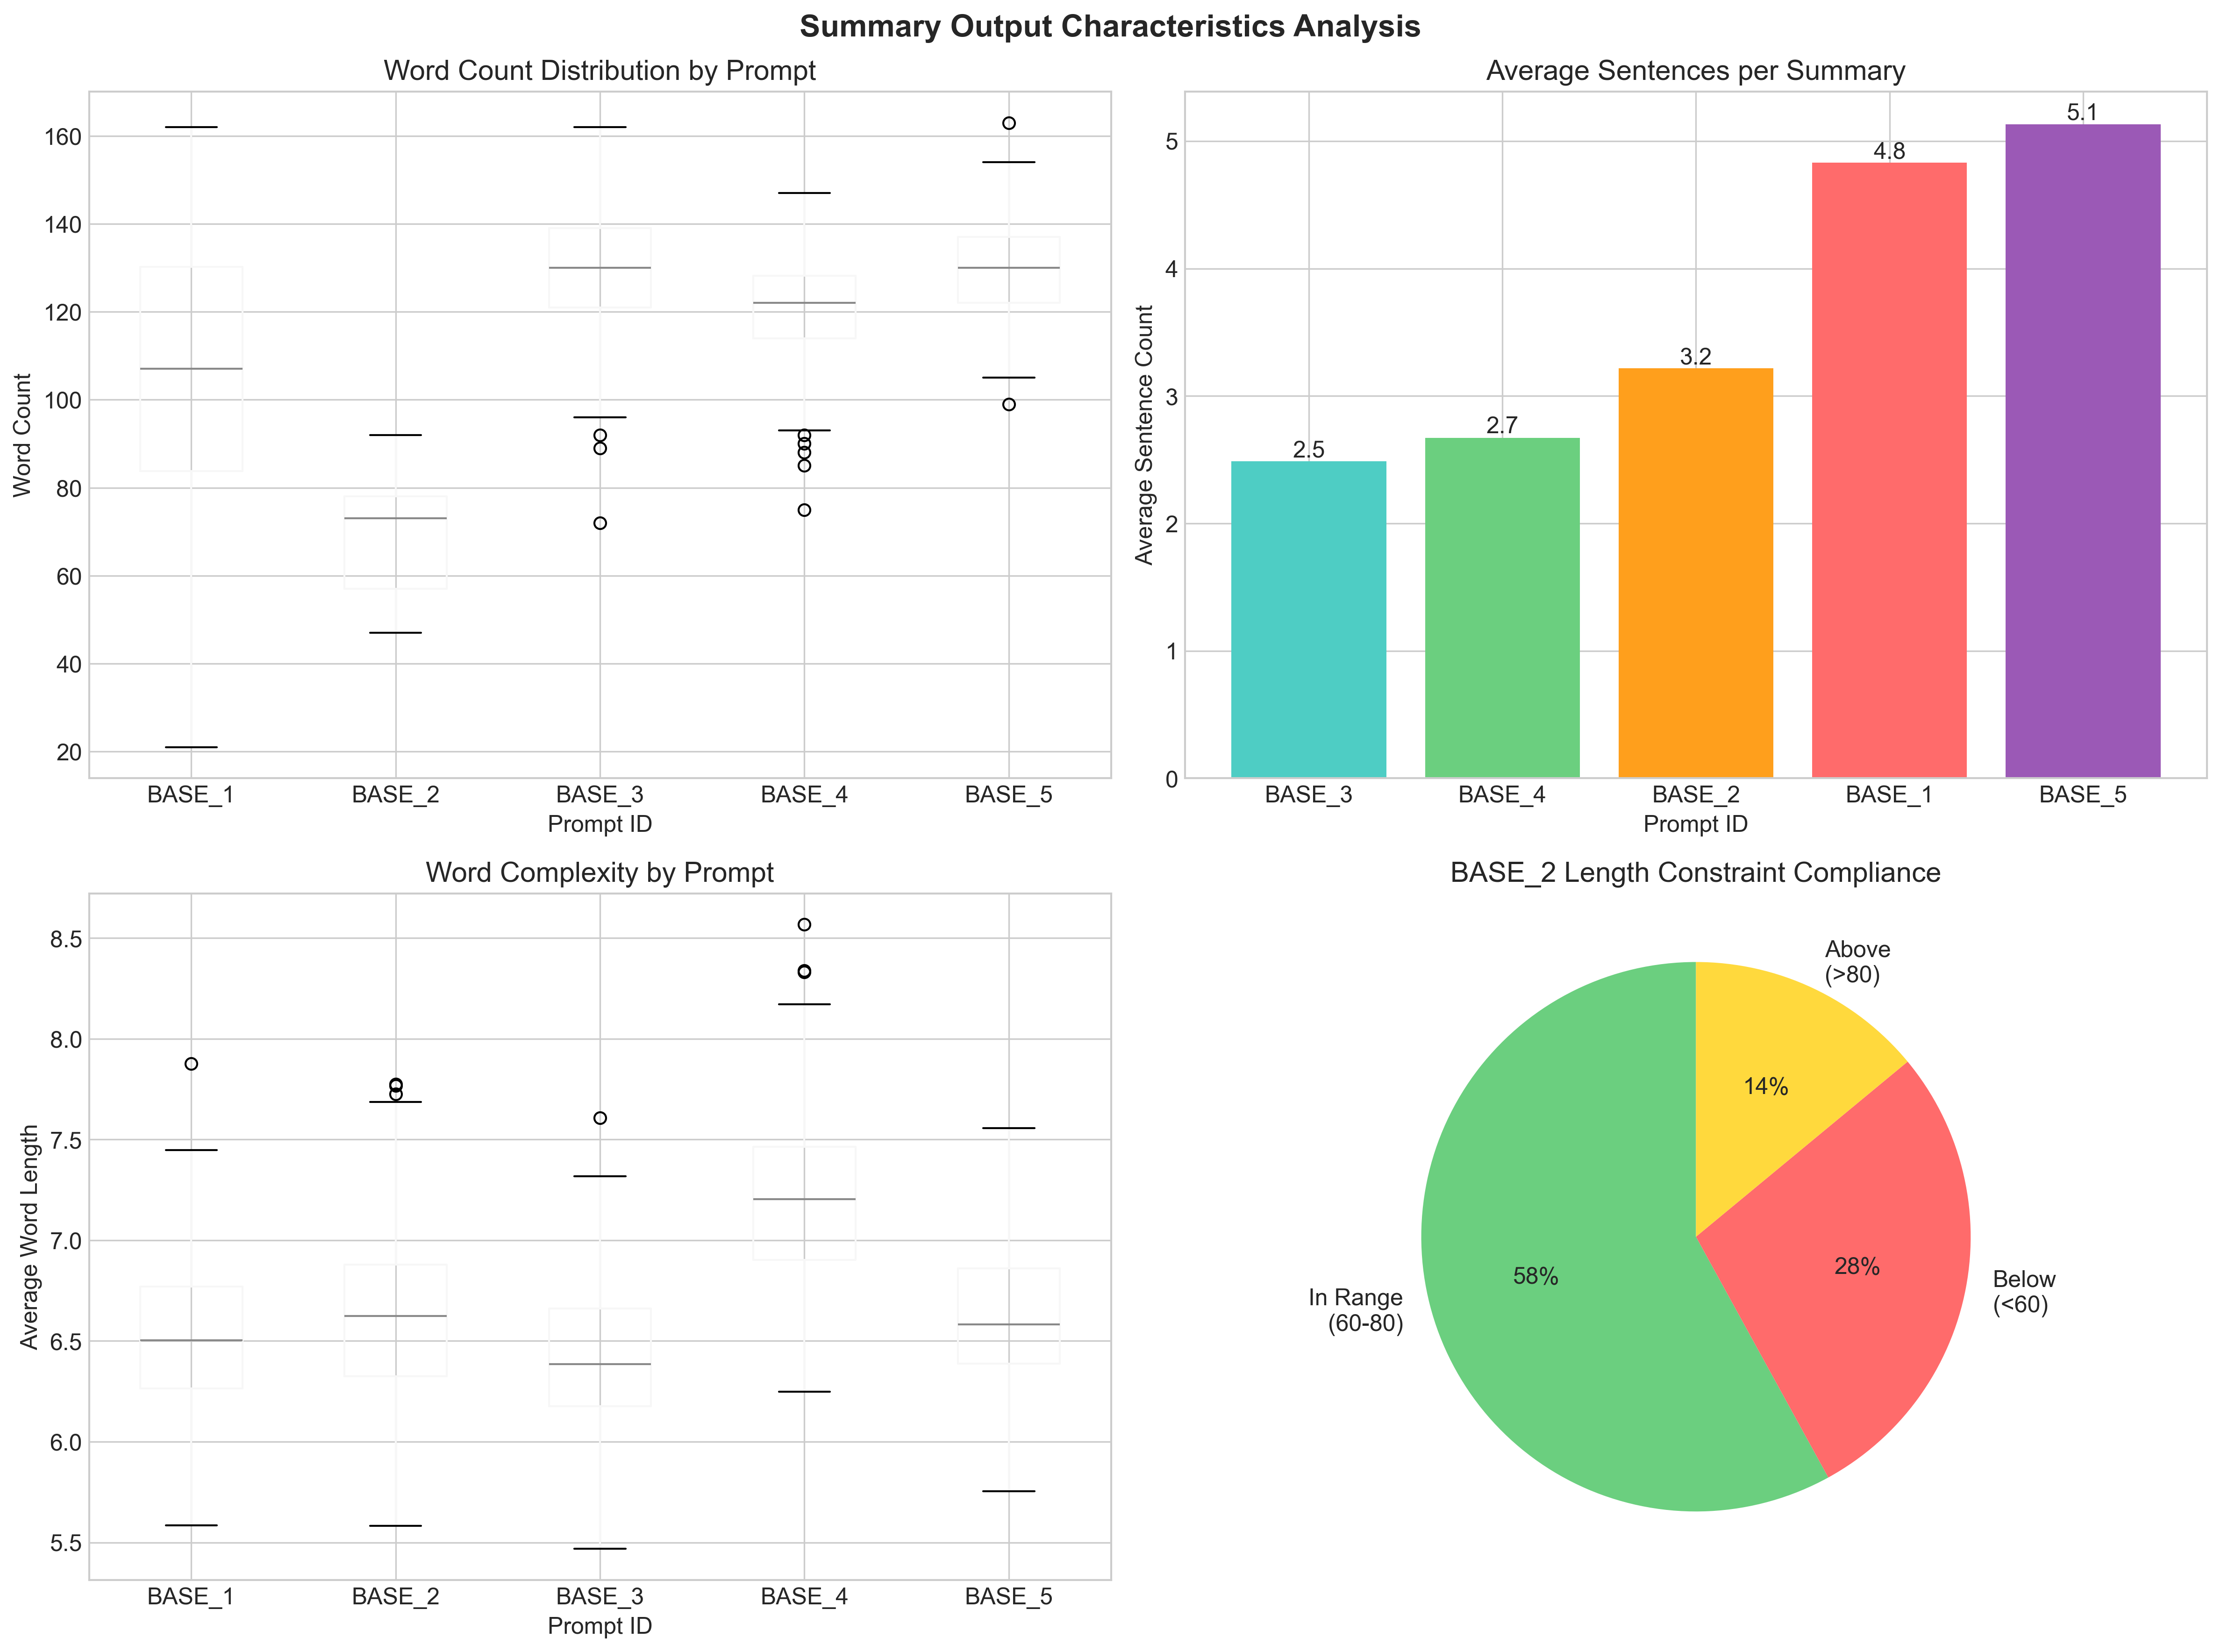 Summary Output Characteristics Analysis
Word Count Distribution by Prompt
Word Count
160
140
120
100
80
60
40
20
BASE_1 BASE_2 BASE_3 BASE_4 BASE_5
Prompt ID
Average Sentences per Summary
Average Sentence Count
5
4
3
2
1
0
2.5
2.7
3.2
4.8
5.1
BASE_3 BASE_4 BASE_2 BASE_1 BASE_5
Prompt ID
Word Complexity by Prompt
Average Word Length
8.5
8.0
7.5
7.0
6.5
6.0
5.5
BASE_1 BASE_2 BASE_3 BASE_4 BASE_5
Prompt ID
BASE_2 Length Constraint Compliance
Above
(>80)
14%
58%
28%
In Range
(60-80)
Below
(<60)